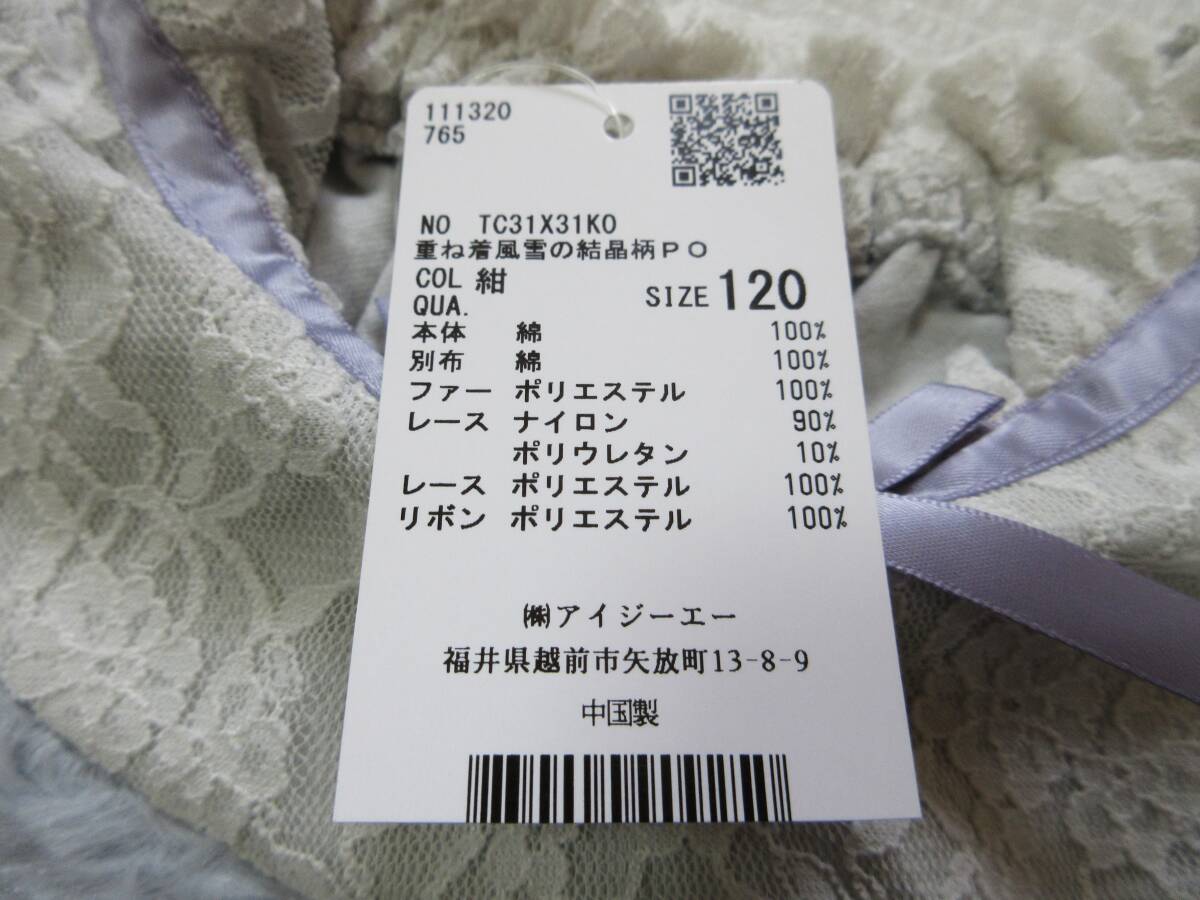 111320
765
NO TC31X31KO
重ね着風雪の結晶柄PO
COL 紺
SIZE 120
QUA.
本体 綿 100%
別布 綿 100%
ファー ポリエステル 100%
レース ナイロン 90%
ポリウレタン 10%
レース ポリエステル 100%
リボン ポリエステル 100%
㈱アイジーエー
福井県越前市矢放町13-8-9
中国製